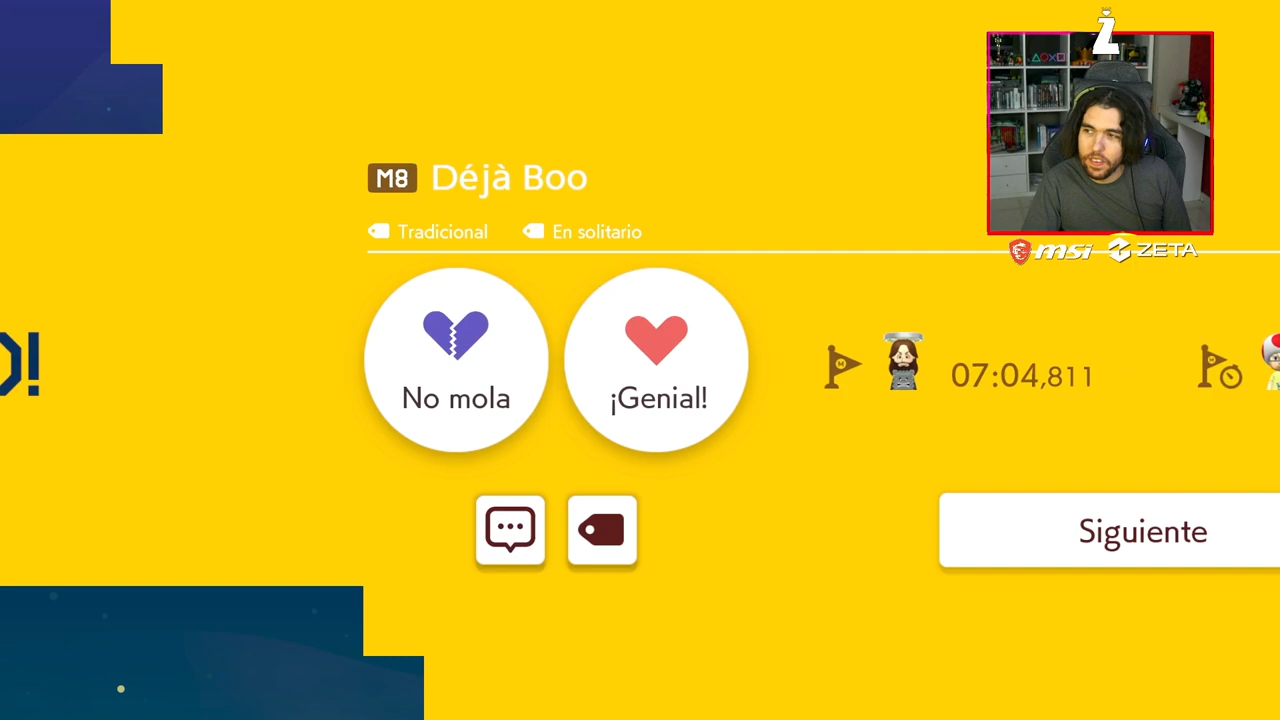 Z
M8 Déjà Boo
Tradicional En solitario
msi ZETA
O!
No mola
¡Genial!
07:04,811
Siguiente